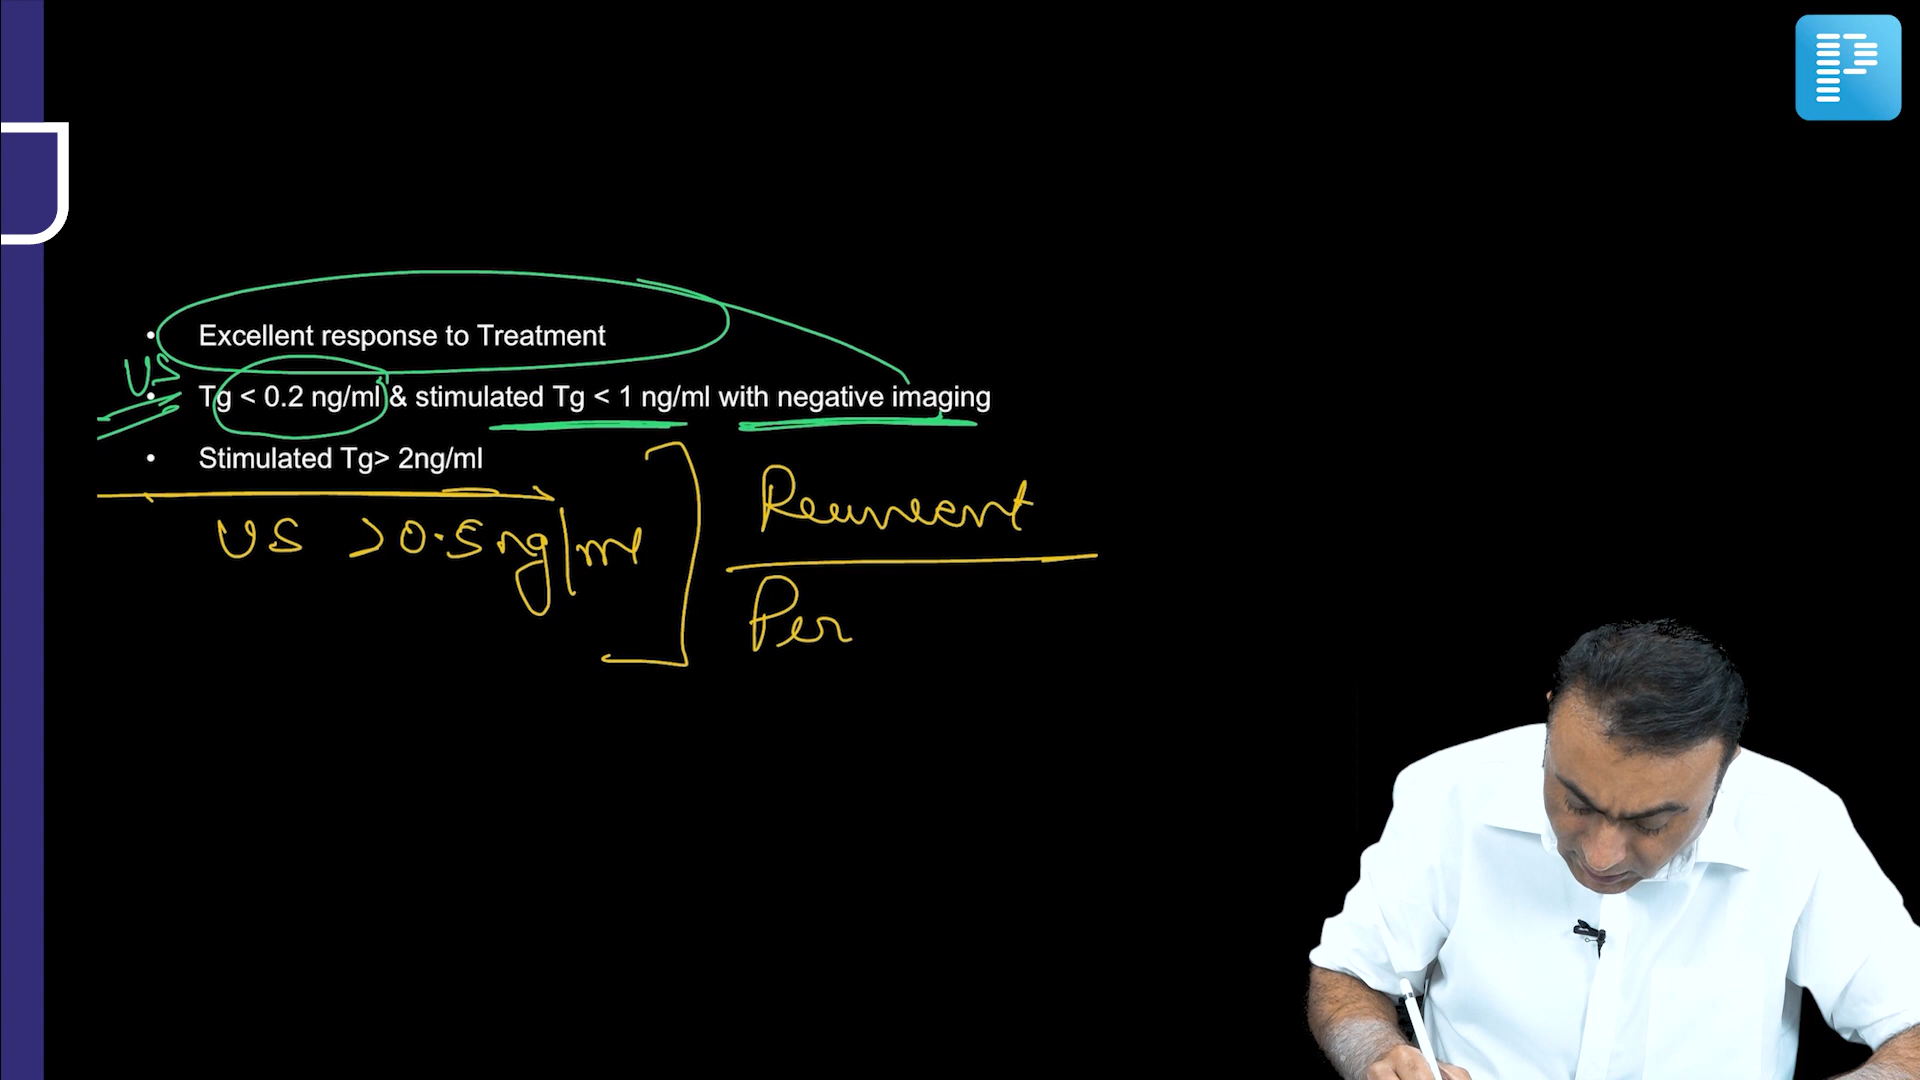 • Excellent response to Treatment
US
• Tg < 0.2 ng/ml & stimulated Tg < 1 ng/ml with negative imaging
• Stimulated Tg> 2ng/ml
US >0.5 ng/ml
Recurrent
Per